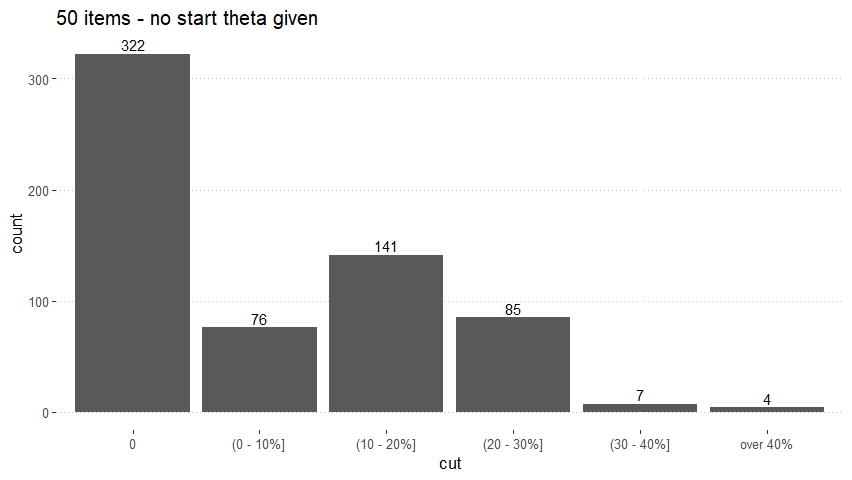 50 items - no start theta given
322
300
200
141
count
100
85
76
7
4
0
0
(0 - 10%]
(10 - 20%]
(20 - 30%]
(30 - 40%]
over 40%
cut